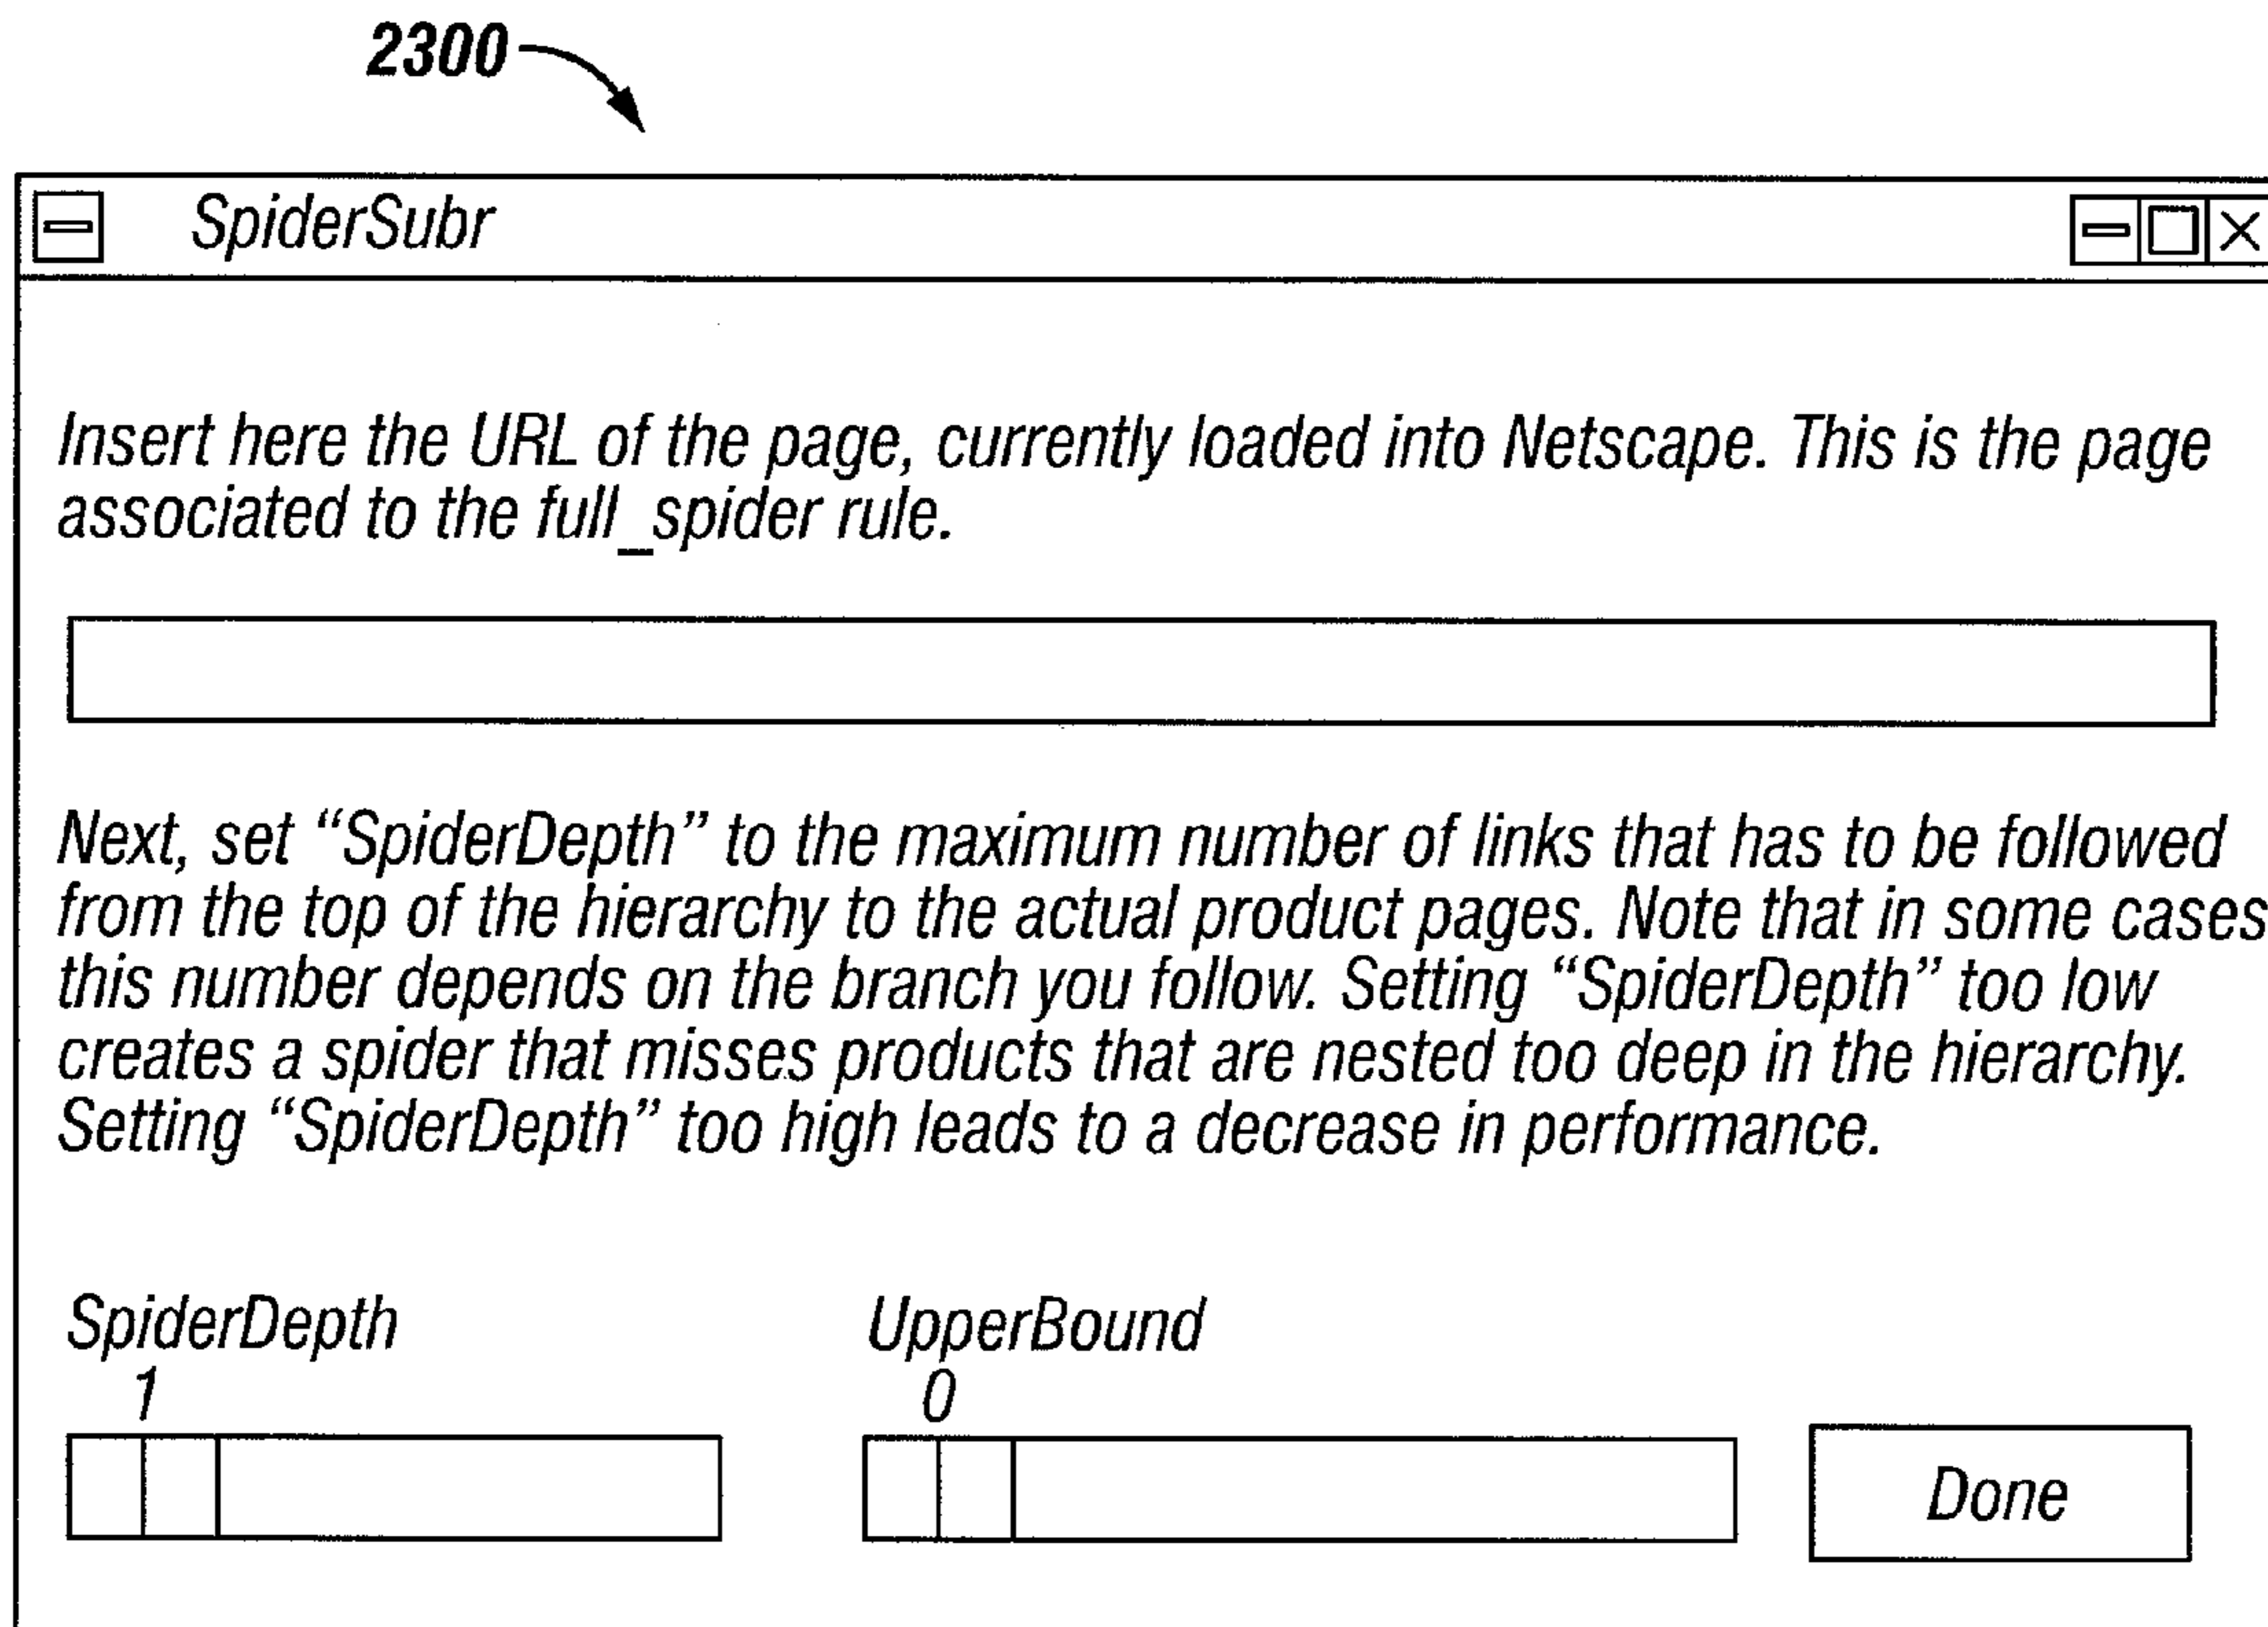 2300
SpiderSubr
Insert here the URL of the page, currently loaded into Netscape. This is the page
associated to the full_spider rule.
Next, set “SpiderDepth” to the maximum number of links that has to be followed
from the top of the hierarchy to the actual product pages. Note that in some cases
this number depends on the branch you follow. Setting “SpiderDepth” too low
creates a spider that misses products that are nested too deep in the hierarchy.
Setting “SpiderDepth” too high leads to a decrease in performance.
SpiderDepth UpperBound
1 0
Done